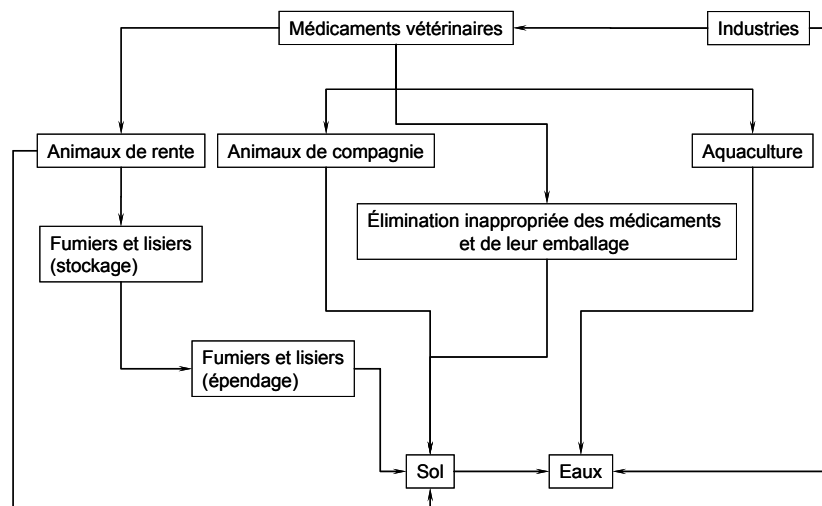 Médicaments vétérinaires
Industries
Animaux de rente
Animaux de compagnie
Aquaculture
Élimination inappropriée des médicaments
et de leur emballage
Fumiers et lisiers
(stockage)
Fumiers et lisiers
(épendage)
Sol
Eaux